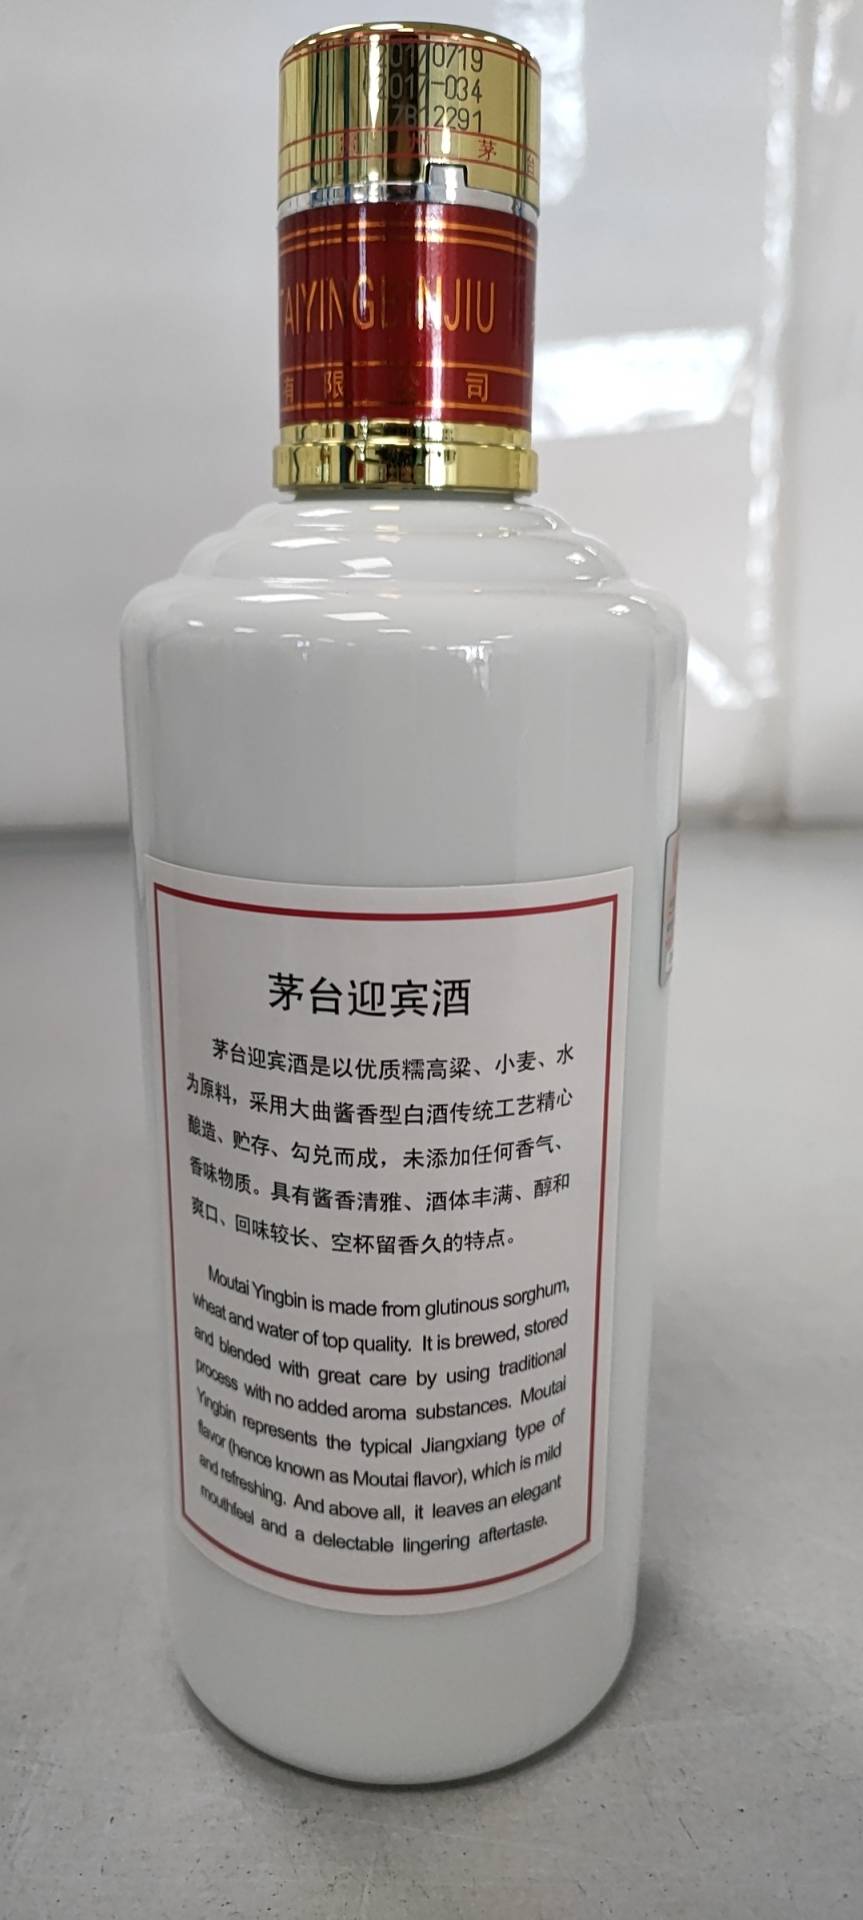 20170719
2017-034
7B12291
州 茅 台
TAIYINGBINJIU
有 限 公 司
茅台迎宾酒
茅台迎宾酒是以优质糯高粱、小麦、水
为原料，采用大曲酱香型白酒传统工艺精心
酿造、贮存、勾兑而成，未添加任何香气、
香味物质。具有酱香清雅、酒体丰满、醇和
爽口、回味较长、空杯留香久的特点。
Moutai Yingbin is made from glutinous sorghum,
wheat and water of top quality. It is brewed, stored
and blended with great care by using traditional
process with no added aroma substances. Moutai
Yingbin represents the typical Jiangxiang type of
flavor (hence known as Moutai flavor), which is mild
and refreshing. And above all, it leaves an elegant
mouthfeel and a delectable lingering aftertaste.